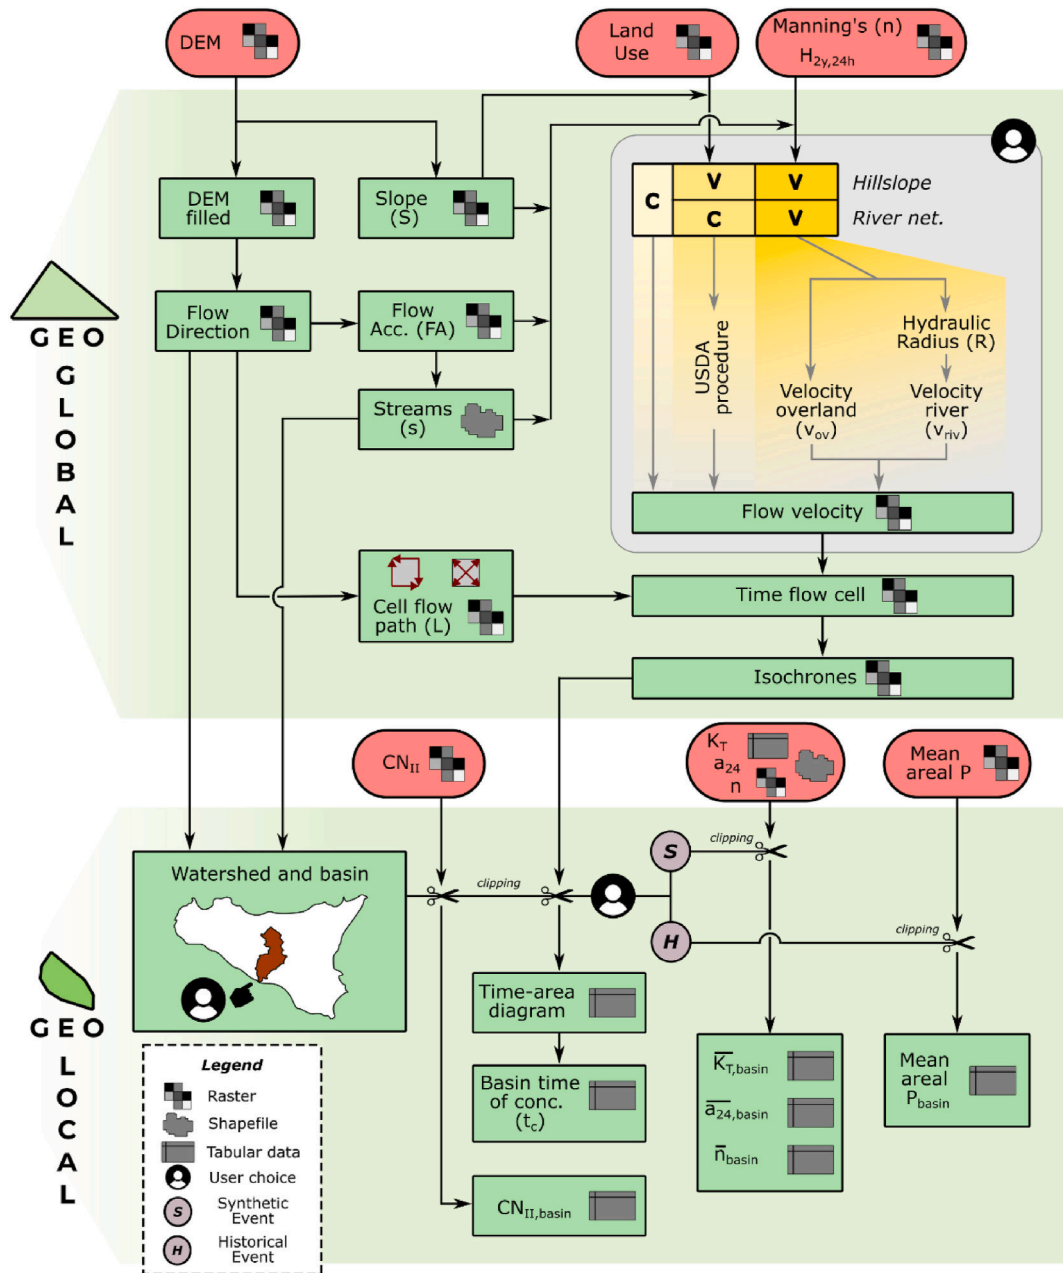 DEM
Land
Use
Manning's (n)
H2y,24h
DEM
filled
Slope
(S)
C
V
V
Hillslope
C
V
River net.
Flow
Direction
Flow
Acc. (FA)
Hydraulic
Radius (R)
USDA
procedure
Streams
(s)
Velocity
overland
(vov)
Velocity
river
(vriv)
GEO
GLOBAL
Flow velocity
Cell flow
path (L)
Time flow cell
Isochrones
CNII
KT
a24
n
Mean
areal P
Watershed and basin
clipping
S
clipping
H
clipping
Time-area
diagram
GEO
LOCAL
Basin time
of conc.
(tc)
K̅T,basin
a̅24,basin
n̅basin
Mean
areal
Pbasin
CNII,basin
Legend
Raster
Shapefile
Tabular data
User choice
S
Synthetic
Event
H
Historical
Event